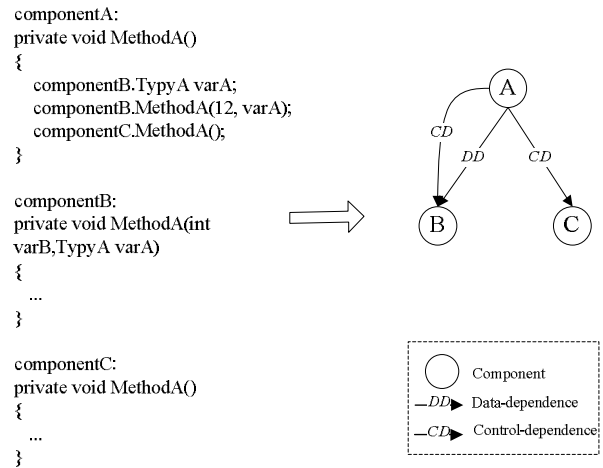 componentA:
private void MethodA()
{
componentB.TypyA varA;
componentB.MethodA(12, varA);
componentC.MethodA();
}
componentB:
private void MethodA(int
varB,TypyA varA)
{
...
}
componentC:
private void MethodA()
{
...
}
A
CD
DD
CD
B
C
Component
DD
Data-dependence
CD
Control-dependence